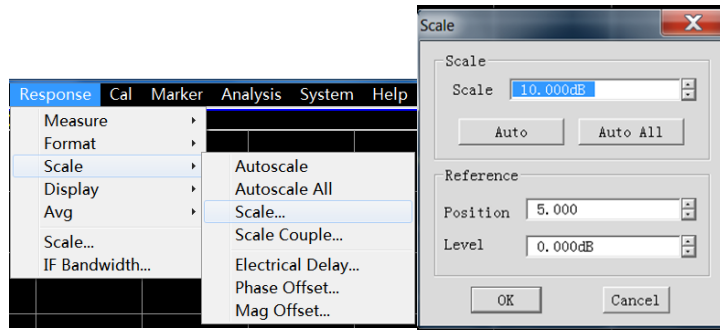 Response Cal Marker Analysis System Help
Measure
Format
Scale
Display
Avg
Scale...
IF Bandwidth...
Autoscale
Autoscale All
Scale...
Scale Couple...
Electrical Delay...
Phase Offset...
Mag Offset...
Scale
Scale
Scale 10.000dB
Auto Auto All
Reference
Position 5.000
Level 0.000dB
OK Cancel